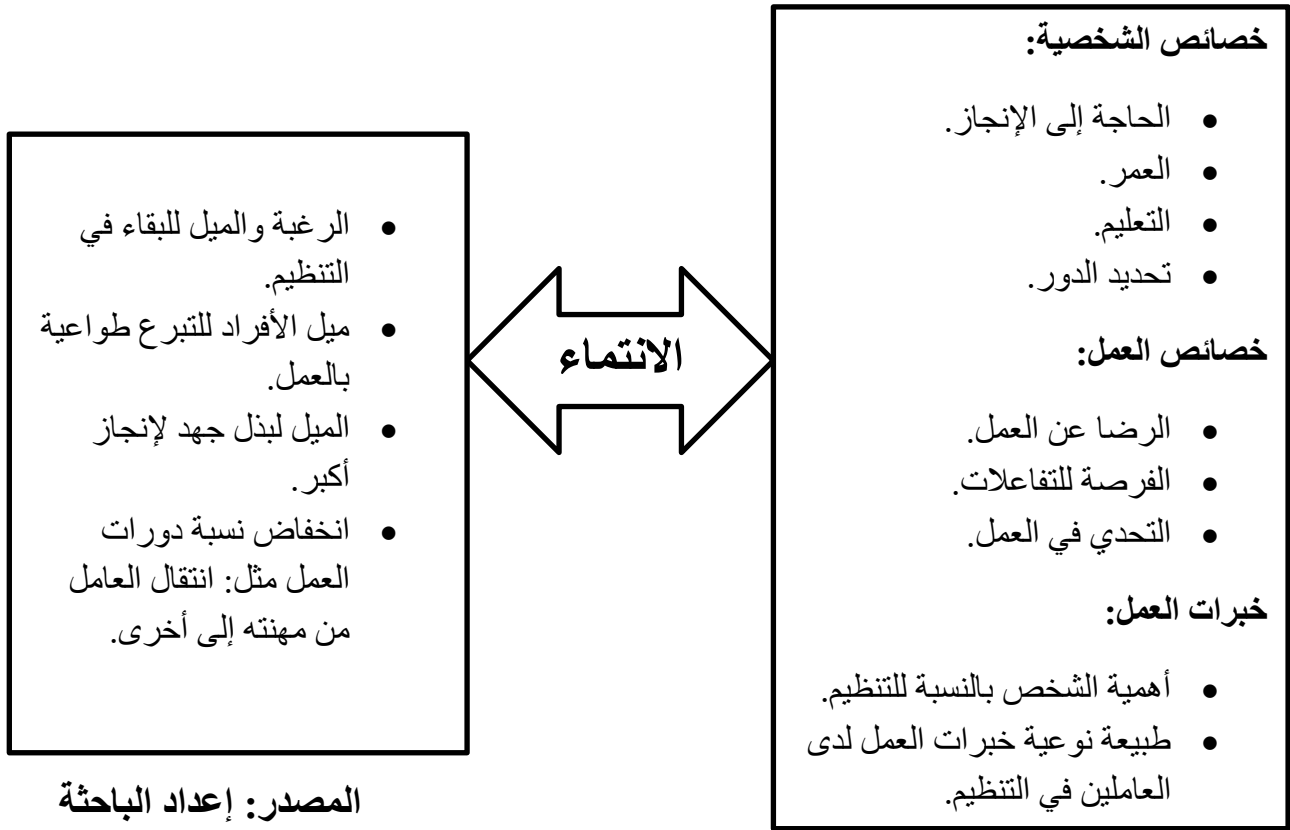 خصائص الشخصية:
• الحاجة إلى الإنجاز.
• العمر.
• التعليم.
• تحديد الدور.
خصائص العمل:
• الرضا عن العمل.
• الفرصة للتفاعلات.
• التحدي في العمل.
خبرات العمل:
• أهمية الشخص بالنسبة للتنظيم.
• طبيعة نوعية خبرات العمل لدى
العاملين في التنظيم.
الانتماء
• الرغبة والميل للبقاء في
التنظيم.
• ميل الأفراد للتبرع طواعية
بالعمل.
• الميل لبذل جهد لإنجاز
أكبر.
• انخفاض نسبة دورات
العمل مثل: انتقال العامل
من مهنته إلى أخرى.
المصدر: إعداد الباحثة